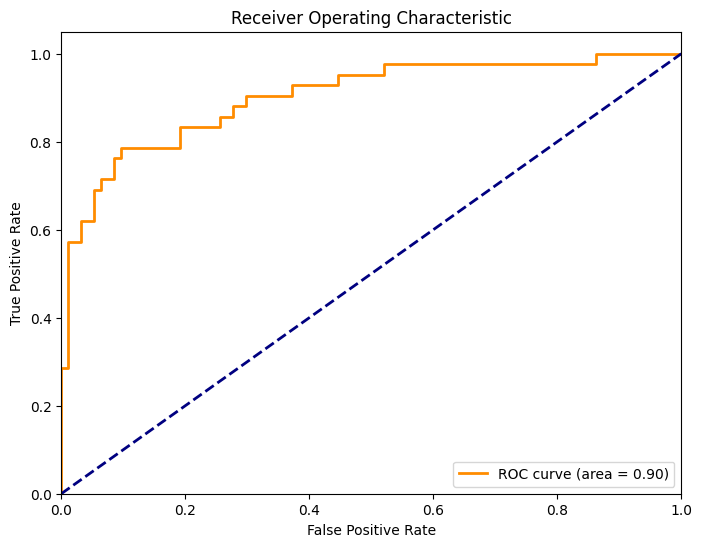 Receiver Operating Characteristic
True Positive Rate
1.0
0.8
0.6
0.4
0.2
0.0
0.0 0.2 0.4 0.6 0.8 1.0
False Positive Rate
ROC curve (area = 0.90)